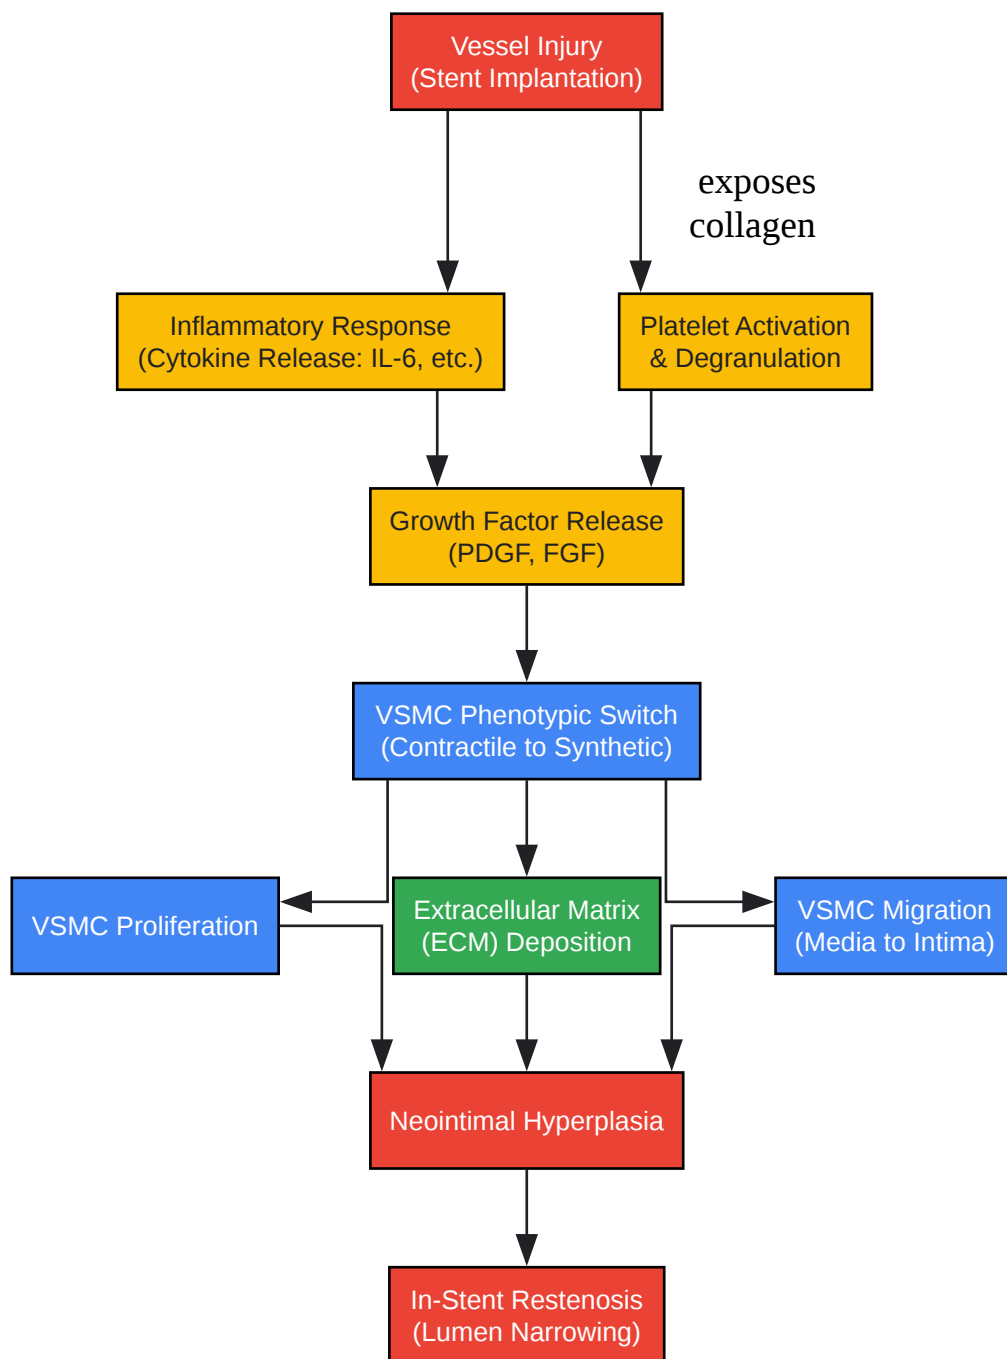 Vessel Injury
(Stent Implantation)
exposes
collagen
Inflammatory Response
(Cytokine Release: IL-6, etc.)
Platelet Activation
& Degranulation
Growth Factor Release
(PDGF, FGF)
VSMC Phenotypic Switch
(Contractile to Synthetic)
VSMC Proliferation
Extracellular Matrix
(ECM) Deposition
VSMC Migration
(Media to Intima)
Neointimal Hyperplasia
In-Stent Restenosis
(Lumen Narrowing)